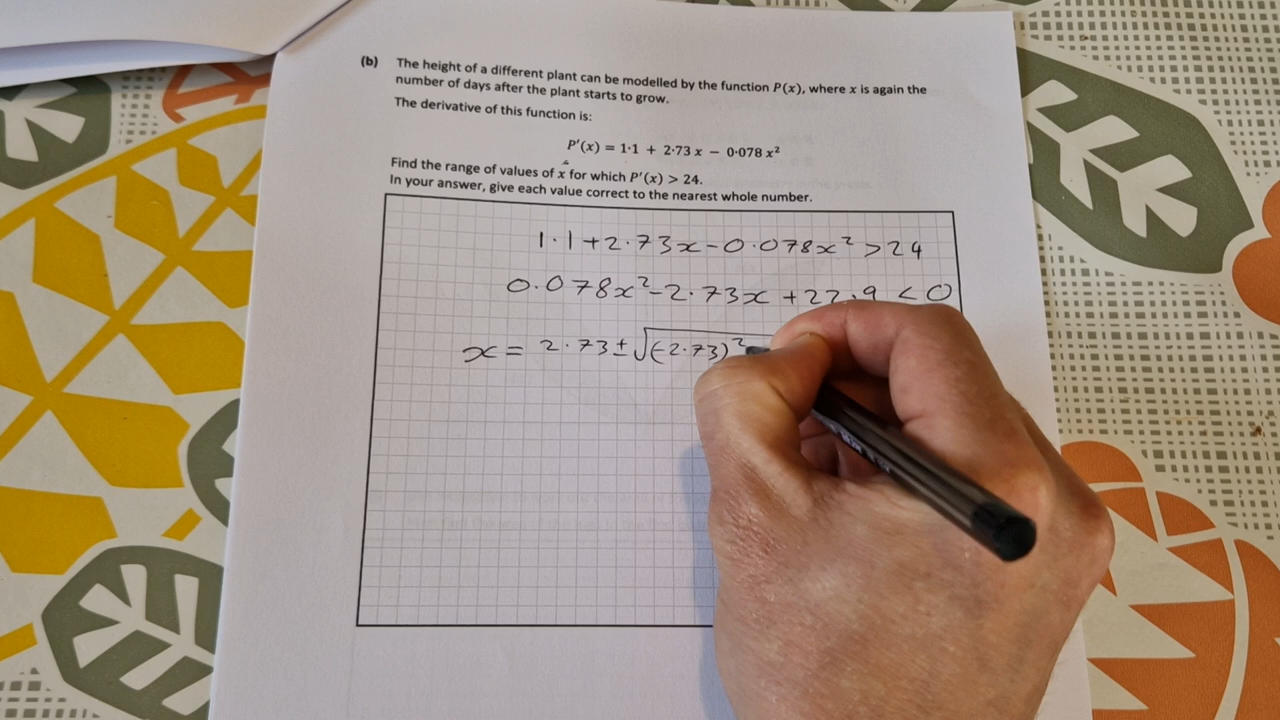 (b) The height of a different plant can be modelled by the function P(x), where x is again the
number of days after the plant starts to grow.
The derivative of this function is:
P′(x) = 1·1 + 2·73 x − 0·078 x²
Find the range of values of x for which P′(x) > 24.
In your answer, give each value correct to the nearest whole number.
1·1+2·73x−0·078x²>24
0·078x²−2·73x+22·9<0
x = 2·73±√(−2·73)²